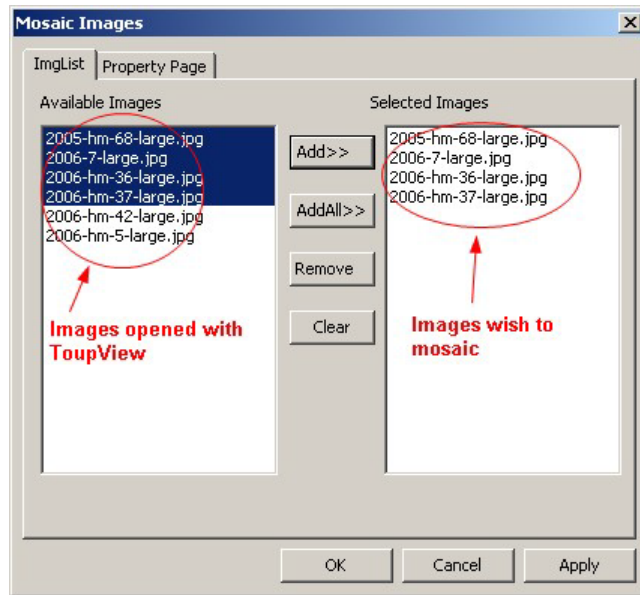 Mosaic Images
ImgList
Property Page
Available Images
Selected Images
2005-hm-68-large.jpg
2006-7-large.jpg
2006-hm-36-large.jpg
2006-hm-37-large.jpg
2006-hm-42-large.jpg
2006-hm-5-large.jpg
Images opened with
ToupView
Add>>
AddAll>>
Remove
Clear
2005-hm-68-large.jpg
2006-7-large.jpg
2006-hm-36-large.jpg
2006-hm-37-large.jpg
Images wish to
mosaic
OK
Cancel
Apply